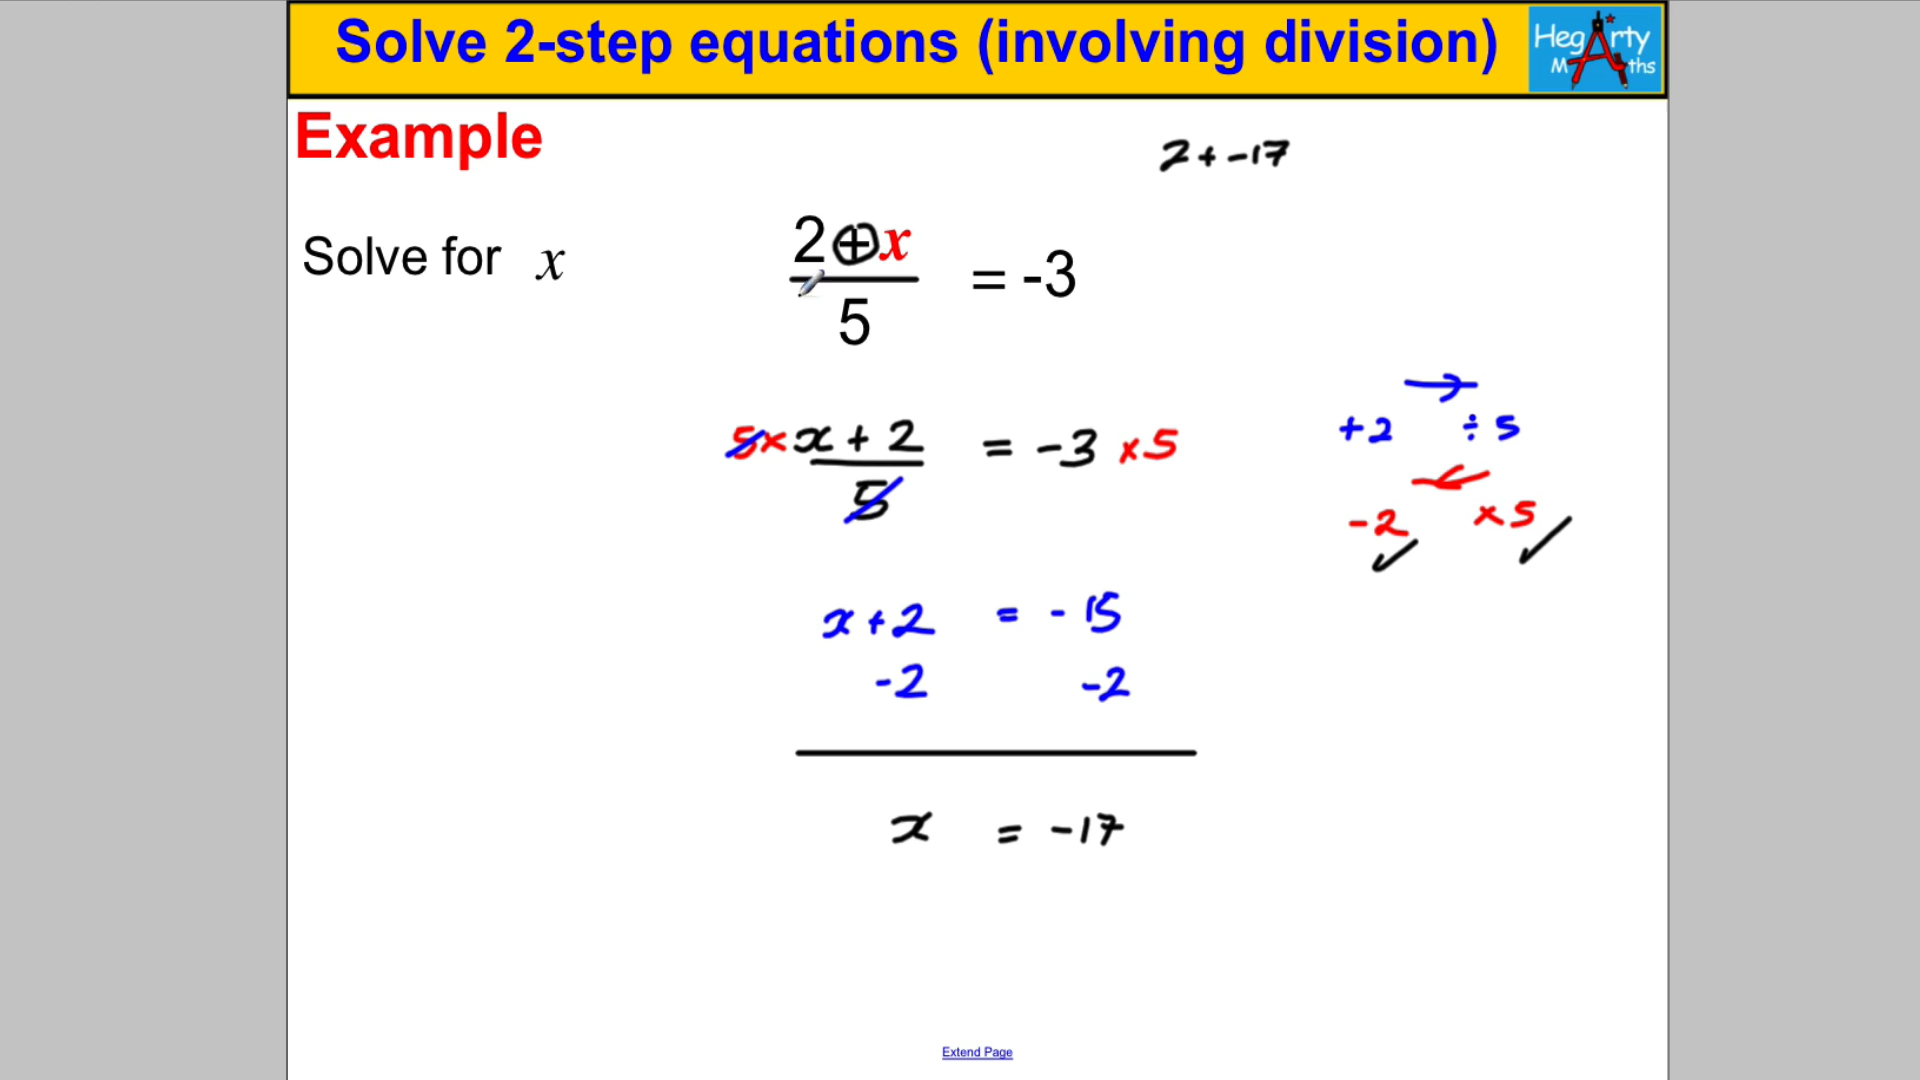 Solve 2-step equations (involving division)
Hegarty
Maths
Example
2 + -17
Solve for x
2 + x
= -3
5
→
+2 ÷ 5
5 × x + 2 = -3 × 5
5
←
-2 × 5
✓ ✓
x + 2 = - 15
-2 -2
x = -17
Extend Page